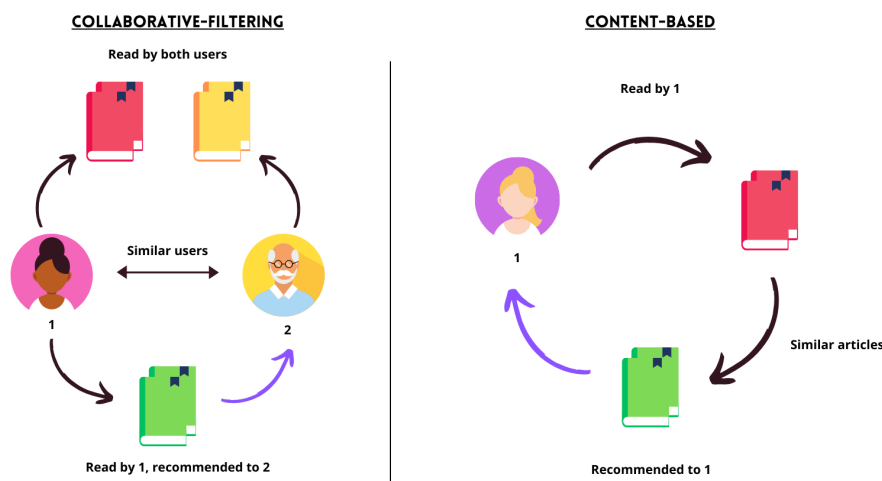 COLLABORATIVE-FILTERING
Read by both users
Similar users
1
2
Read by 1, recommended to 2
CONTENT-BASED
Read by 1
1
Similar articles
Recommended to 1